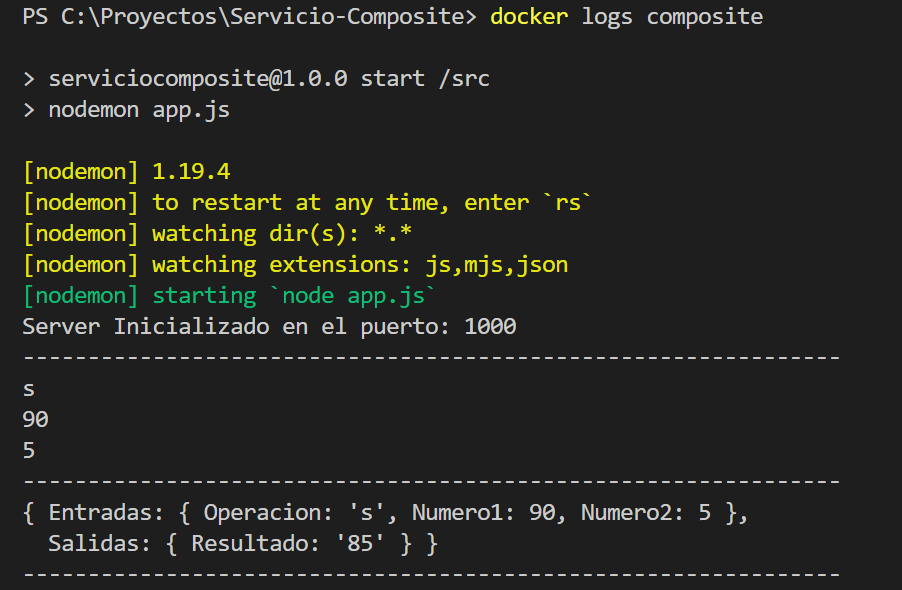 PS C:\Proyectos\Servicio-Composite> docker logs composite
> serviciocomposite@1.0.0 start /src
> nodemon app.js
[nodemon] 1.19.4
[nodemon] to restart at any time, enter `rs`
[nodemon] watching dir(s): *.*
[nodemon] watching extensions: js,mjs,json
[nodemon] starting `node app.js`
Server Inicializado en el puerto: 1000
---------------------------------------------------------------
s
90
5
---------------------------------------------------------------
{ Entradas: { Operacion: 's', Numero1: 90, Numero2: 5 },
  Salidas: { Resultado: '85' } }
---------------------------------------------------------------